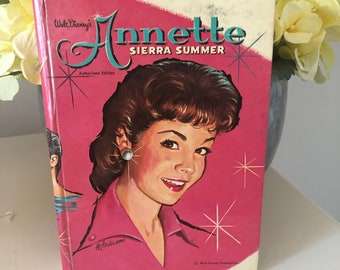 Walt Disney's
Annette
SIERRA SUMMER
Authorized Edition